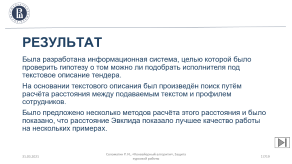 РЕЗУЛЬТАТ
Была разработана информационная система, целью которой было
проверить гипотезу о том можно ли подобрать исполнителя под
текстовое описание тендера.
На основании текстового описания был произведён поиск путём
расчёта расстояния между подаваемым текстом и профилем
сотрудников.
Было предложено несколько методов расчёта этого расстояния и было
показано, что расстояние Эвклида показало лучшее качество работы
на нескольких примерах.